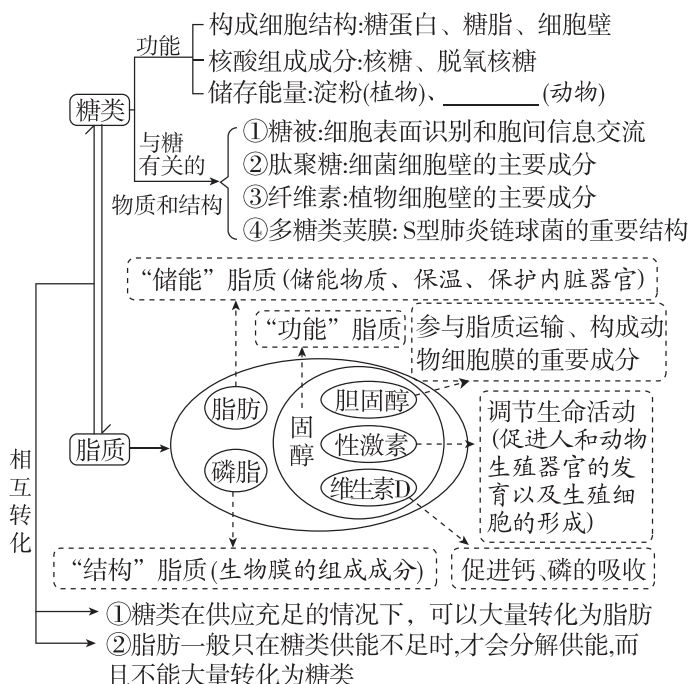 构成细胞结构:糖蛋白、糖脂、细胞壁
功能
核酸组成成分:核糖、脱氧核糖
储存能量:淀粉(植物)、________(动物)
糖类
①糖被:细胞表面识别和胞间信息交流
与糖
有关的
②肽聚糖:细菌细胞壁的主要成分
物质和结构
③纤维素:植物细胞壁的主要成分
④多糖类荚膜:S型肺炎链球菌的重要结构
“储能”脂质(储能物质、保温、保护内脏器官)
“功能”脂质
参与脂质运输、构成动
物细胞膜的重要成分
脂肪
固醇
胆固醇
调节生命活动
(促进人和动物
生殖器官的发
育以及生殖细
胞的形成)
脂质
性激素
磷脂
维生素D
相互转化
“结构”脂质(生物膜的组成成分)
促进钙、磷的吸收
①糖类在供应充足的情况下，可以大量转化为脂肪
②脂肪一般只在糖类供能不足时,才会分解供能,而
且不能大量转化为糖类